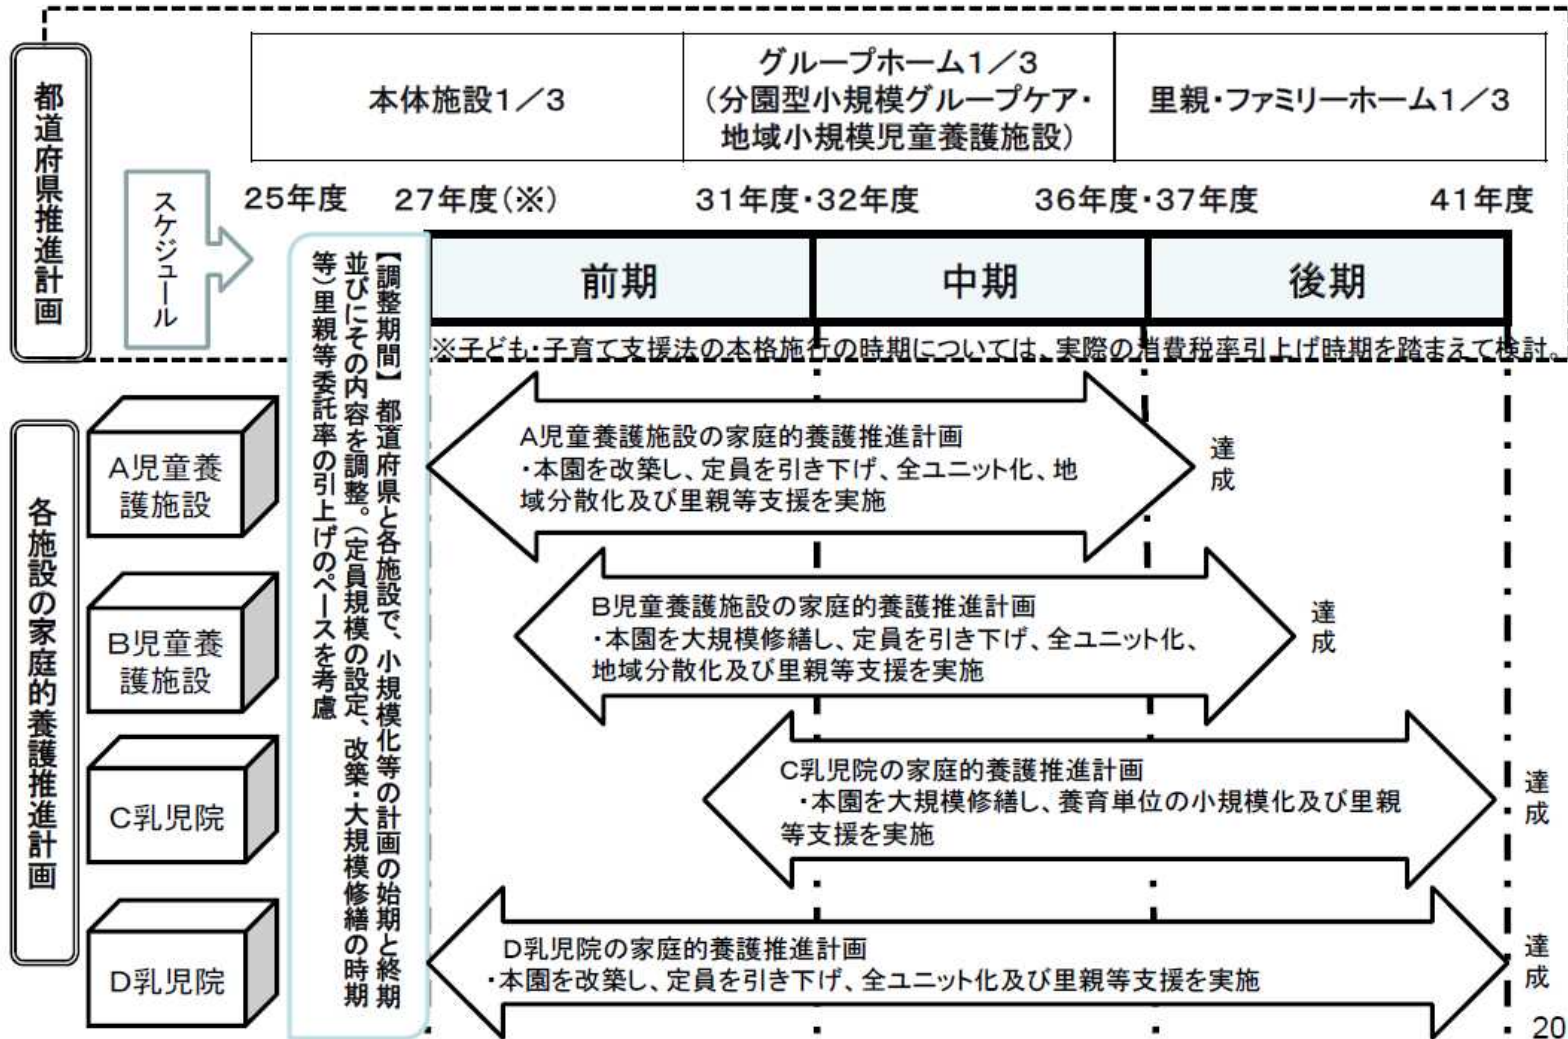 都道府県推進計画
本体施設1／3
グループホーム1／3
（分園型小規模グループケア・
地域小規模児童養護施設）
里親・ファミリーホーム1／3
スケジュール
25年度
27年度(※)
31年度・32年度
36年度・37年度
41年度
前期
中期
後期
※子ども・子育て支援法の本格施行の時期については、実際の消費税率引上げ時期を踏まえて検討。
【調整期間】都道府県と各施設で、小規模化等の計画の始期と終期
並びにその内容を調整。（定員規模の設定、改築・大規模修繕の時期
等）里親等委託率の引上げのペースを考慮
各施設の家庭的養護推進計画
A児童養
護施設
A児童養護施設の家庭的養護推進計画
・本園を改築し、定員を引き下げ、全ユニット化、地
域分散化及び里親等支援を実施
達成
B児童養
護施設
B児童養護施設の家庭的養護推進計画
・本園を大規模修繕し、定員を引き下げ、全ユニット化、
地域分散化及び里親等支援を実施
達成
C乳児院
C乳児院の家庭的養護推進計画
・本園を大規模修繕し、養育単位の小規模化及び里親
等支援を実施
達成
D乳児院
D乳児院の家庭的養護推進計画
・本園を改築し、定員を引き下げ、全ユニット化及び里親等支援を実施
達成
20